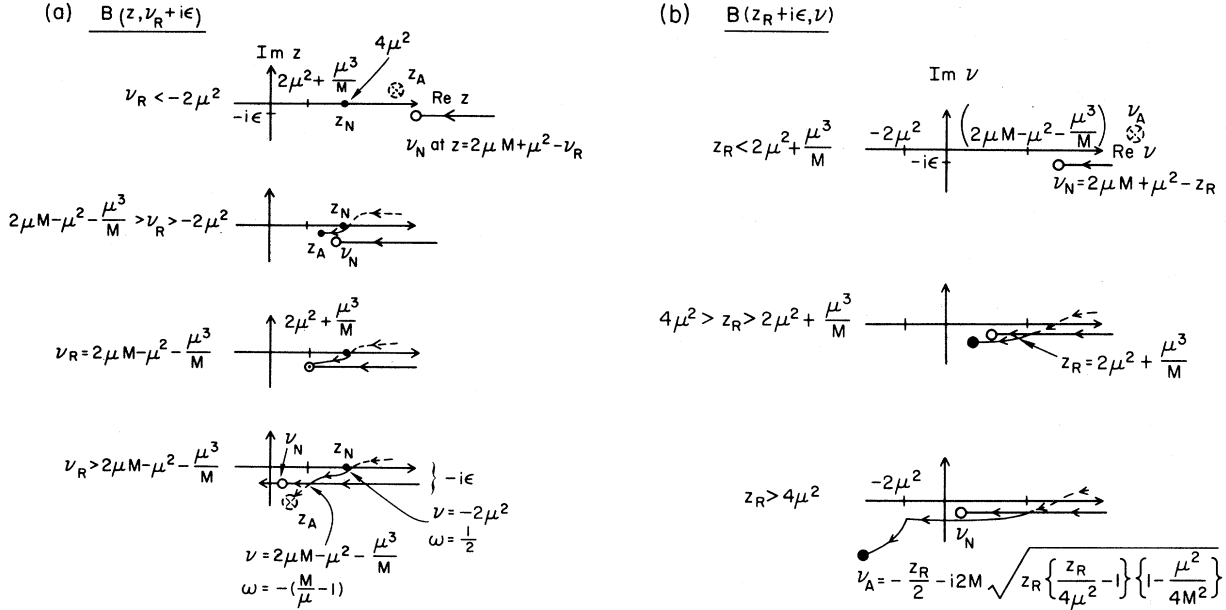 (a) B(z, ν_R + iϵ)
Im z
4μ²
2μ² + μ³/M
z_A
ν_R < -2μ²
Re z
-iϵ
z_N
ν_N at z = 2μM + μ² - ν_R
2μM - μ² - μ³/M > ν_R > -2μ²
z_N
z_A ν_N
2μ² + μ³/M
ν_R = 2μM - μ² - μ³/M
ν_N
z_N
ν_R > 2μM - μ² - μ³/M
} -iϵ
z_A
ν = -2μ²
ω = 1/2
ν = 2μM - μ² - μ³/M
ω = -(M/μ - 1)
(b) B(z_R + iϵ, ν)
Im ν
ν_A
-2μ² (2μM - μ² - μ³/M)
z_R < 2μ² + μ³/M
Re ν
-iϵ
ν_N = 2μM + μ² - z_R
4μ² > z_R > 2μ² + μ³/M
z_R = 2μ² + μ³/M
-2μ²
z_R > 4μ²
ν_N
ν_A = - z_R/2 - i2M √(z_R {z_R/4μ² - 1} {1 - μ²/4M²})